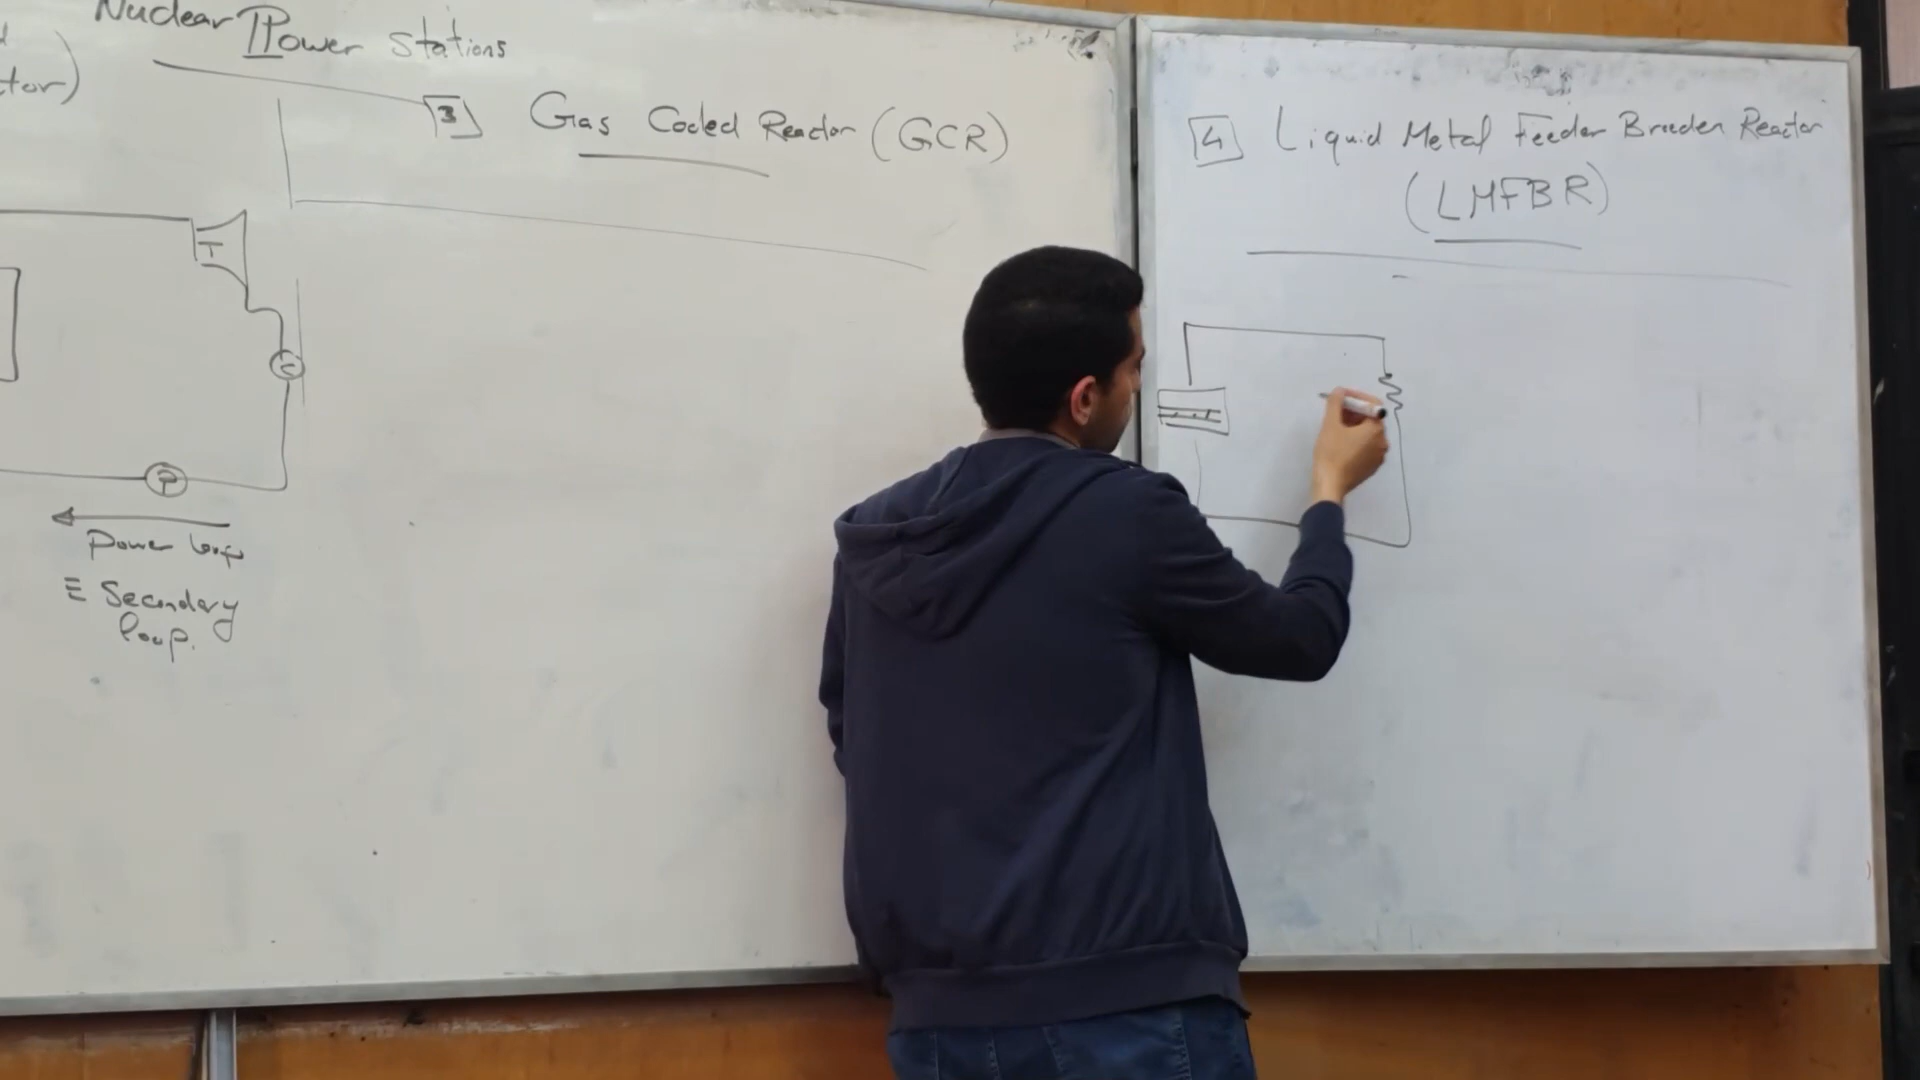 Nuclear Power Stations
tor)
T
C
P
Power loop
≡ Secondary
loop.
3 Gas Cooled Reactor (GCR)
4 Liquid Metal Feeder Breeder Reactor
(LMFBR)